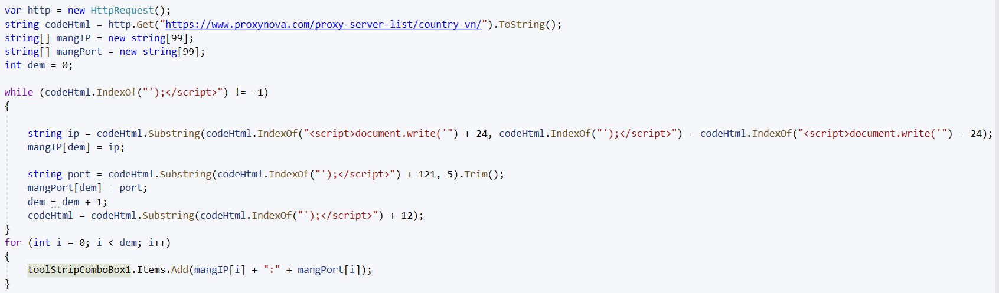 var http = new HttpRequest();
string codeHtml = http.Get("https://www.proxynova.com/proxy-server-list/country-vn/").ToString();
string[] mangIP = new string[99];
string[] mangPort = new string[99];
int dem = 0;
while (codeHtml.IndexOf("');</script>") != -1)
{
string ip = codeHtml.Substring(codeHtml.IndexOf("<script>document.write('") + 24, codeHtml.IndexOf("');</script>") - codeHtml.IndexOf("<script>document.write('") - 24);
mangIP[dem] = ip;
string port = codeHtml.Substring(codeHtml.IndexOf("');</script>") + 121, 5).Trim();
mangPort[dem] = port;
dem = dem + 1;
codeHtml = codeHtml.Substring(codeHtml.IndexOf("');</script>") + 12);
}
for (int i = 0; i < dem; i++)
{
toolStripComboBox1.Items.Add(mangIP[i] + ":" + mangPort[i]);
}